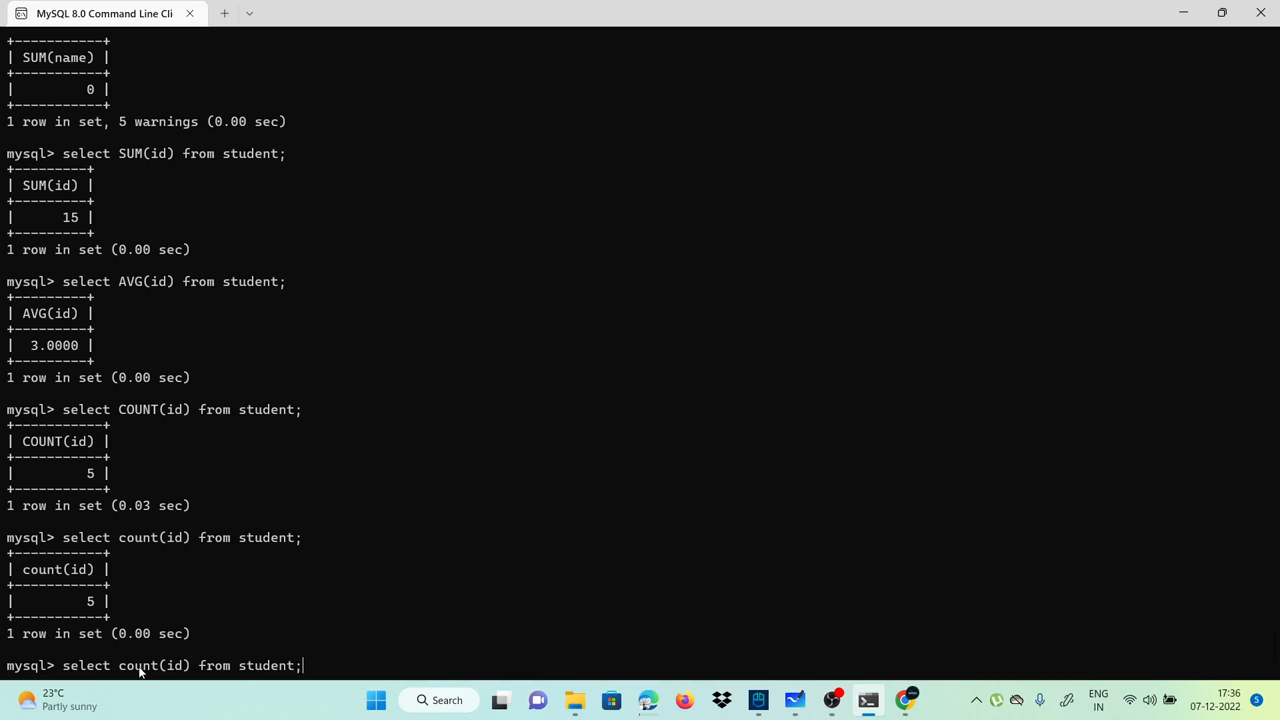 MySQL 8.0 Command Line Cli
+-----------+
| SUM(name) |
+-----------+
|         0 |
+-----------+
1 row in set, 5 warnings (0.00 sec)
mysql> select SUM(id) from student;
+---------+
| SUM(id) |
+---------+
|      15 |
+---------+
1 row in set (0.00 sec)
mysql> select AVG(id) from student;
+---------+
| AVG(id) |
+---------+
|  3.0000 |
+---------+
1 row in set (0.00 sec)
mysql> select COUNT(id) from student;
+-----------+
| COUNT(id) |
+-----------+
|         5 |
+-----------+
1 row in set (0.03 sec)
mysql> select count(id) from student;
+-----------+
| count(id) |
+-----------+
|         5 |
+-----------+
1 row in set (0.00 sec)
mysql> select count(id) from student;
23°C
Partly sunny
Search
ENG
IN
17:36
07-12-2022
5